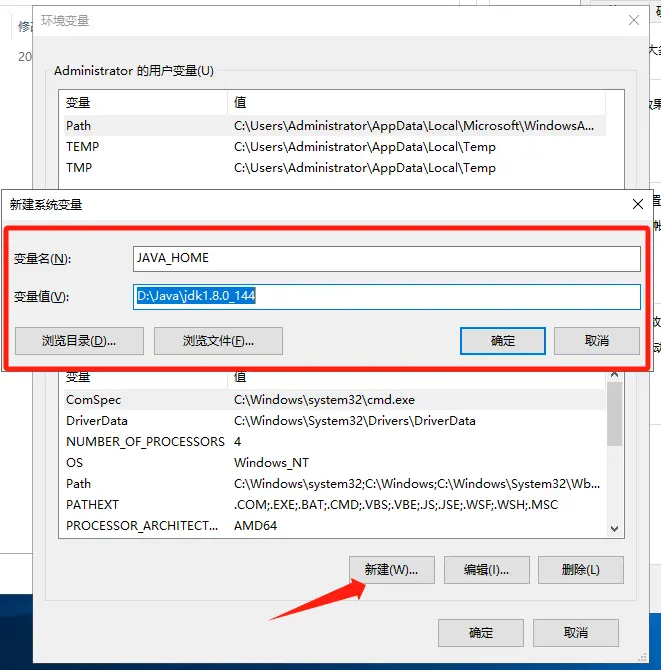 环境变量
修改
20
Administrator 的用户变量(U)
变量 值
Path C:\Users\Administrator\AppData\Local\Microsoft\WindowsA...
TEMP C:\Users\Administrator\AppData\Local\Temp
TMP C:\Users\Administrator\AppData\Local\Temp
新建系统变量
变量名(N): JAVA_HOME
变量值(V): D:\Java\jdk1.8.0_144
浏览目录(D)... 浏览文件(F)... 确定 取消
变量 值
ComSpec C:\Windows\system32\cmd.exe
DriverData C:\Windows\System32\Drivers\DriverData
NUMBER_OF_PROCESSORS 4
OS Windows_NT
Path C:\Windows\system32;C:\Windows;C:\Windows\System32\Wb...
PATHEXT .COM;.EXE;.BAT;.CMD;.VBS;.VBE;.JS;.JSE;.WSF;.WSH;.MSC
PROCESSOR_ARCHITECT... AMD64
新建(W)... 编辑(I)... 删除(L)
确定 取消